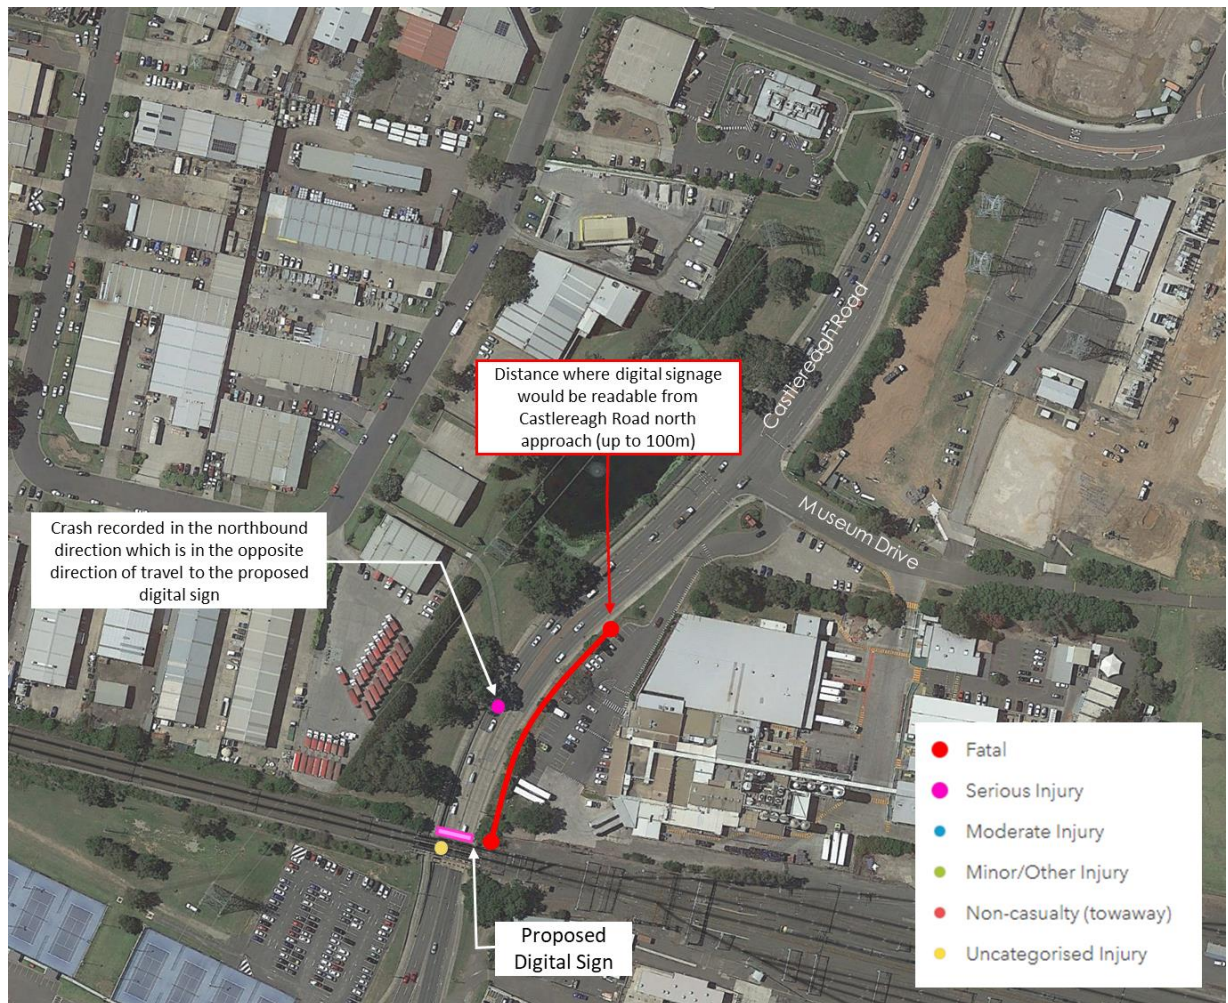 Castlereagh Road
Distance where digital signage
would be readable from
Castlereagh Road north
approach (up to 100m)
Museum Drive
Crash recorded in the northbound
direction which is in the opposite
direction of travel to the proposed
digital sign
Proposed
Digital Sign
Fatal
Serious Injury
Moderate Injury
Minor/Other Injury
Non-casualty (towaway)
Uncategorised Injury